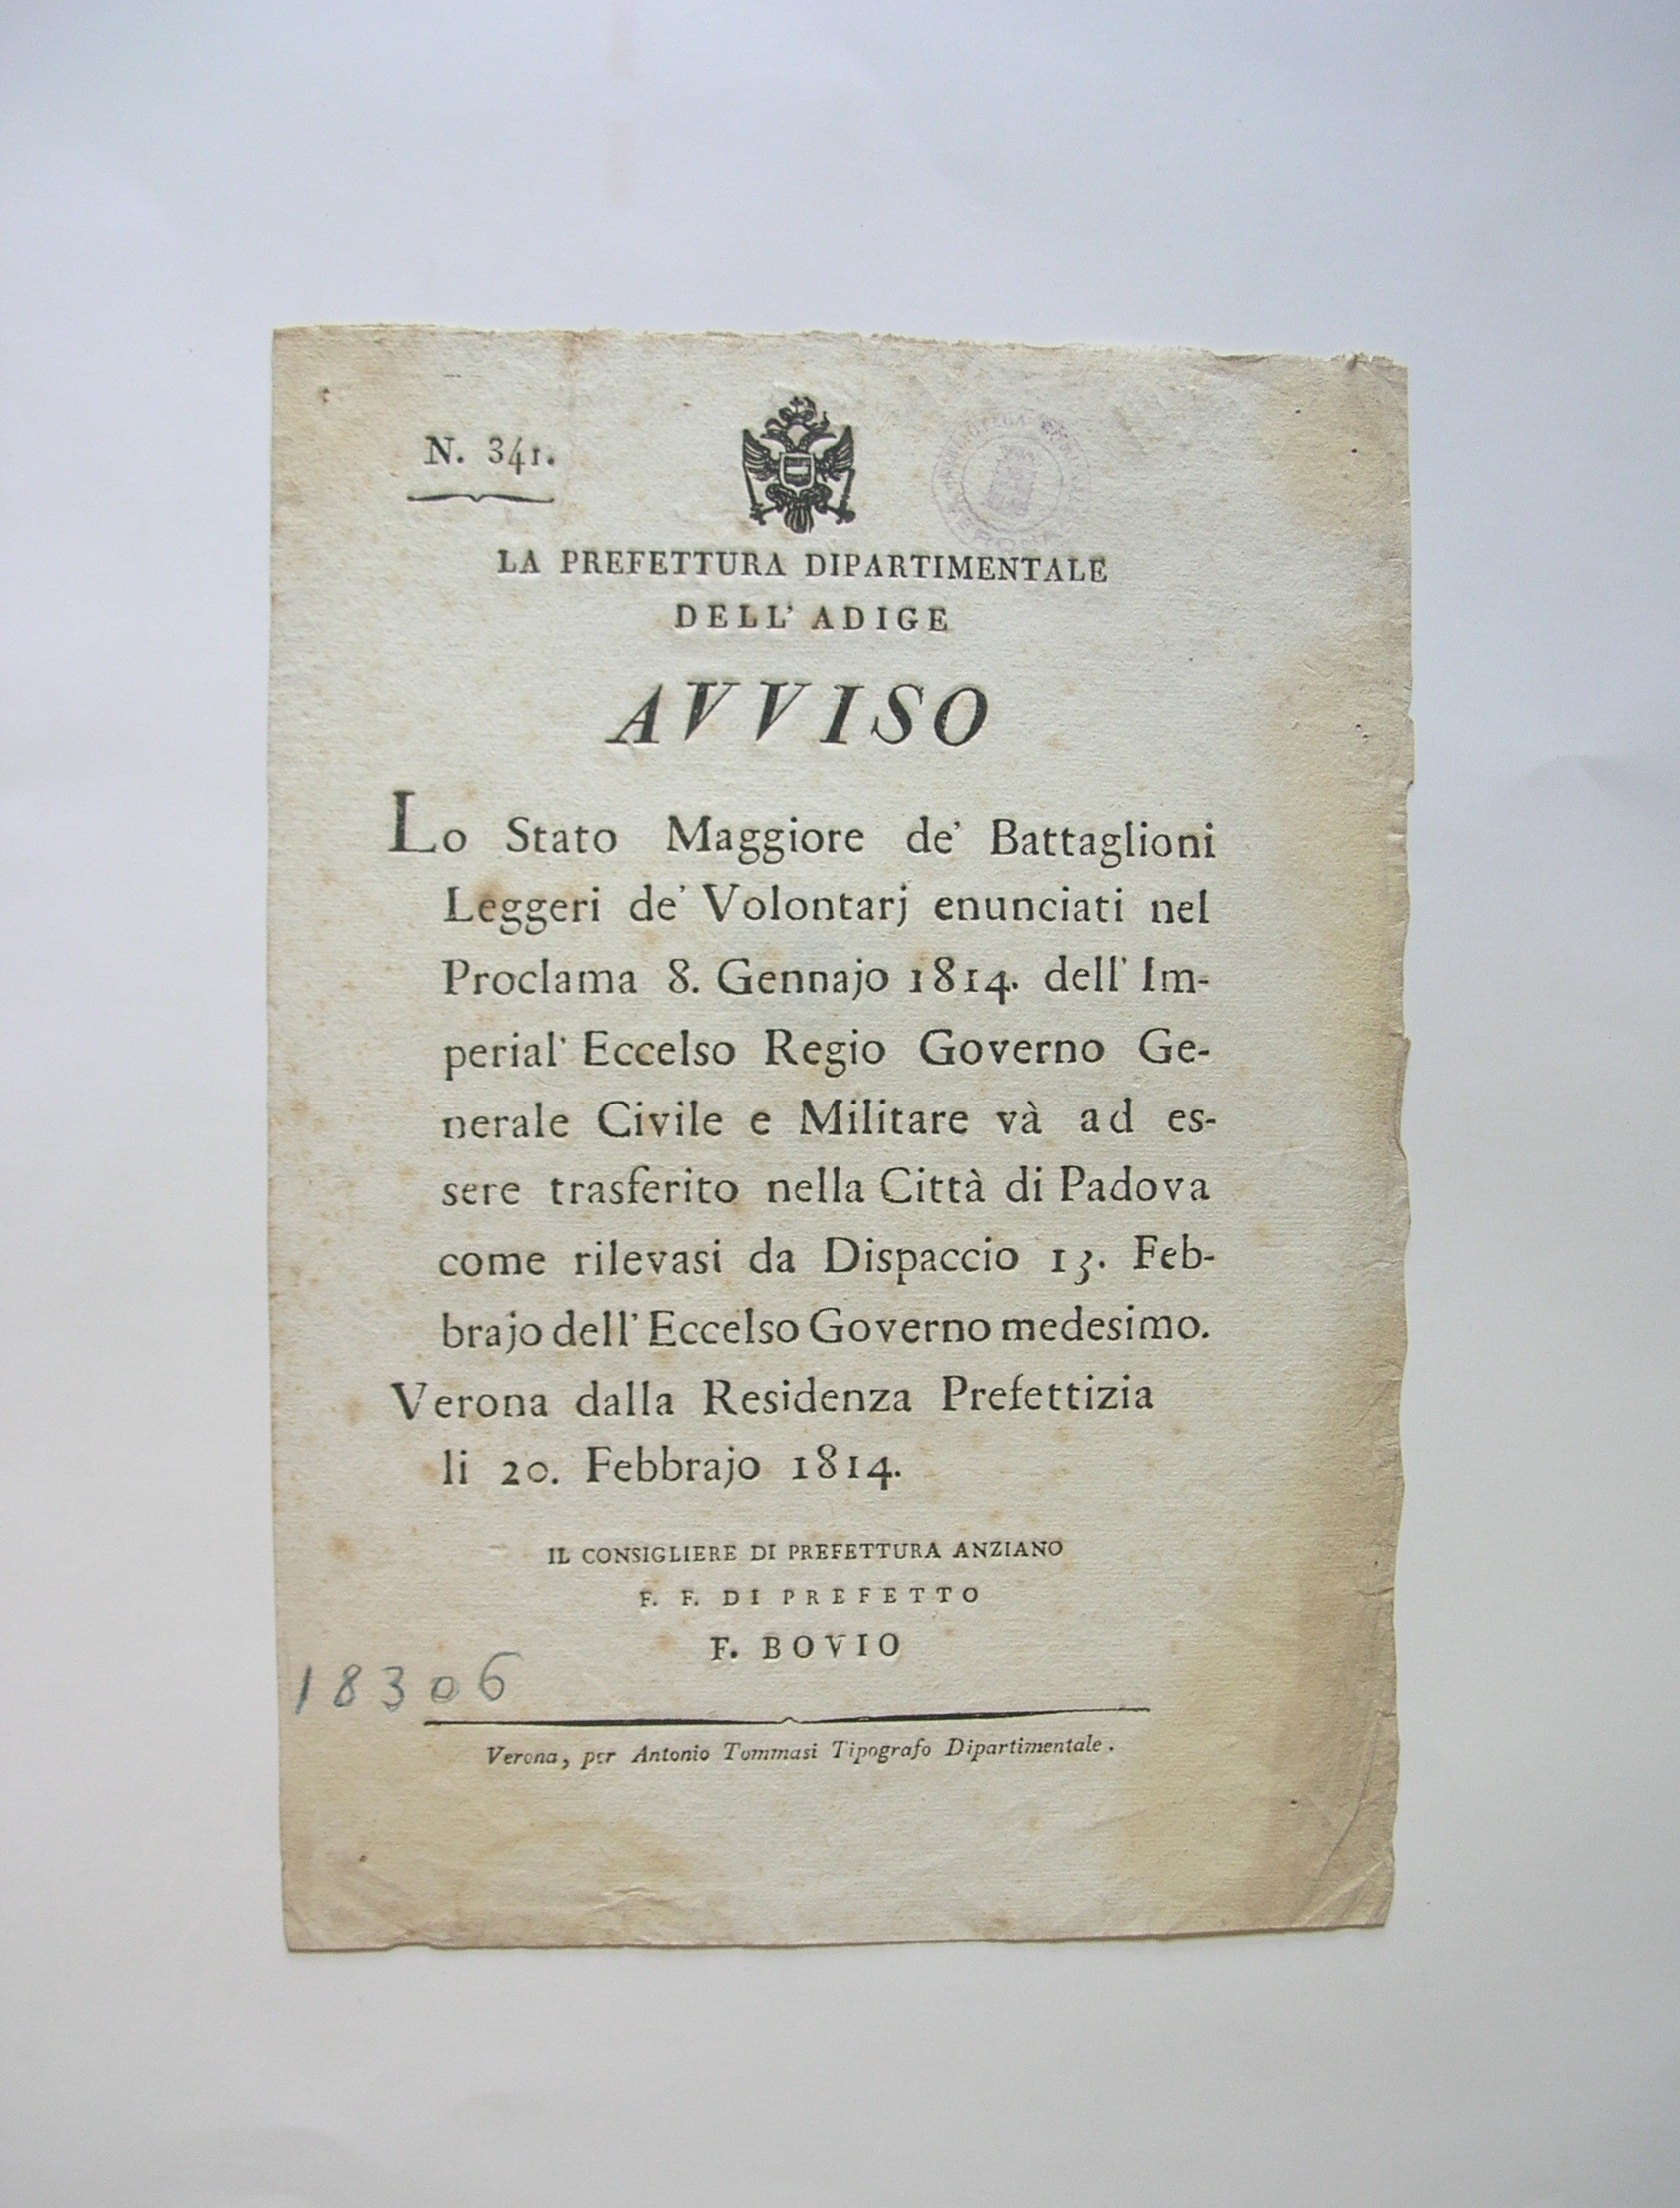 N. 341.
LA PREFETTURA DIPARTIMENTALE
DELL' ADIGE
AVVISO
Lo Stato Maggiore de' Battaglioni
Leggeri de' Volontarj enunciati nel
Proclama 8. Gennajo 1814. dell' Im-
perial' Eccelso Regio Governo Ge-
nerale Civile e Militare và ad es-
sere trasferito nella Città di Padova
come rilevasi da Dispaccio 13. Feb-
brajo dell' Eccelso Governo medesimo.
Verona dalla Residenza Prefettizia
li 20. Febbrajo 1814.
IL CONSIGLIERE DI PREFETTURA ANZIANO
F. F. DI PREFETTO
F. BOVIO
18306
Verona, per Antonio Tommasi Tipografo Dipartimentale.